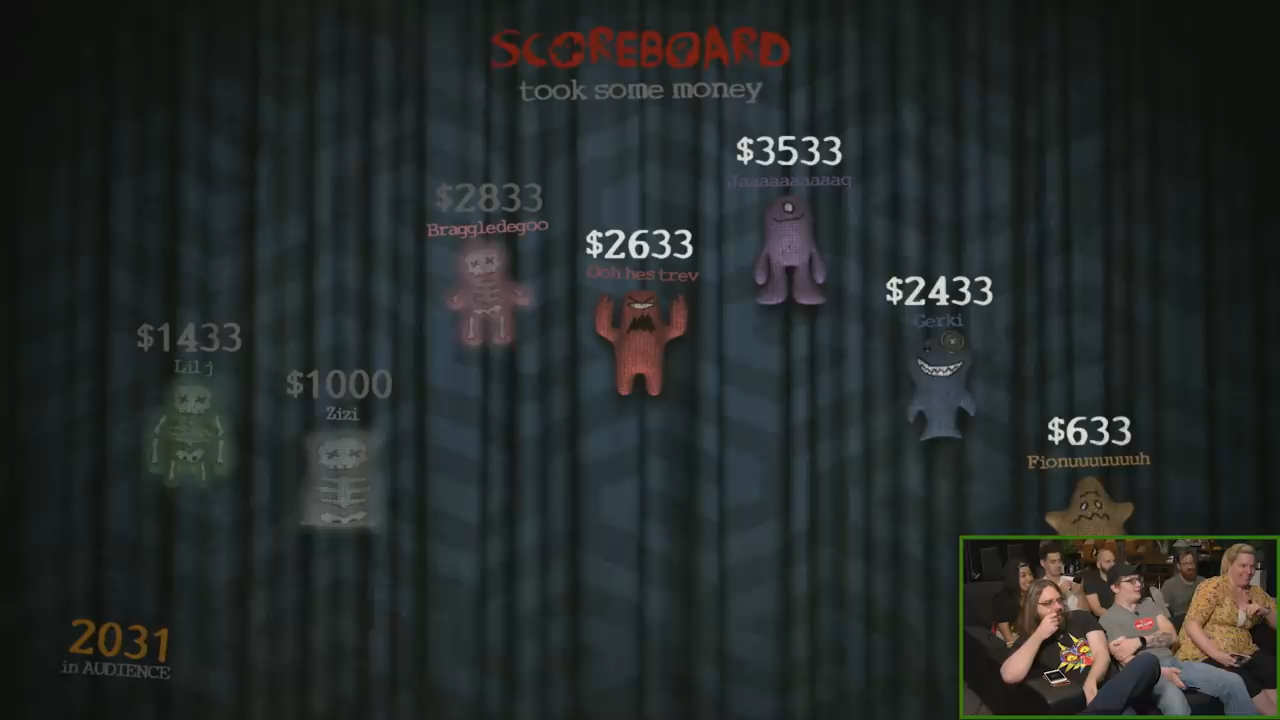 SCOREBOARD
took some money
$3533
Jaaaaaaaaaaq
$2833
Braggledegoo
$2633
Ooh hes trev
$2433
Gerki
$1433
Lil j
$1000
Zizi
$633
Fionuuuuuuuh
2031
in AUDIENCE